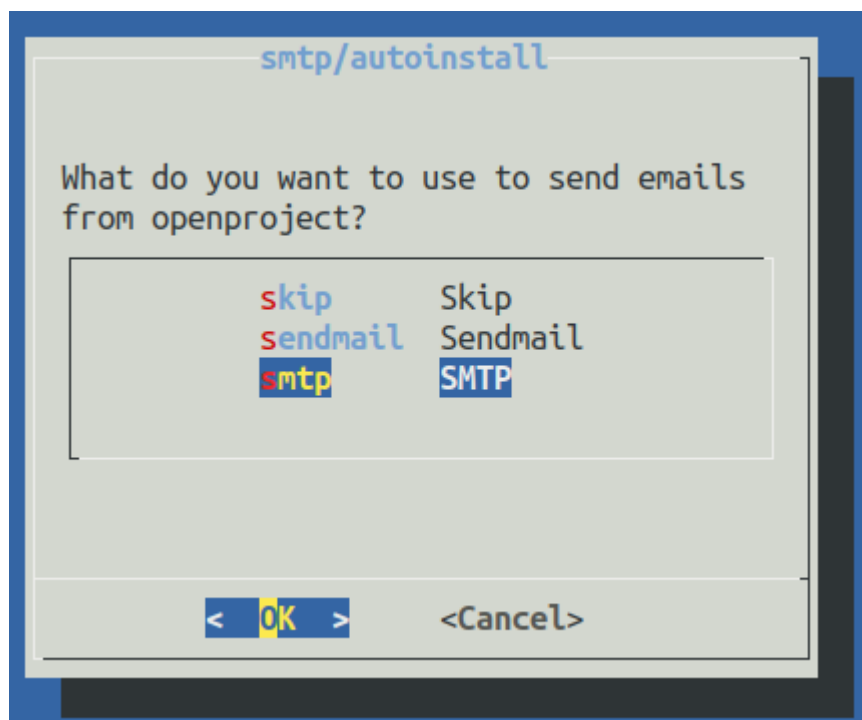 smtp/autoinstall
What do you want to use to send emails
from openproject?
skip Skip
sendmail Sendmail
smtp SMTP
< OK > <Cancel>